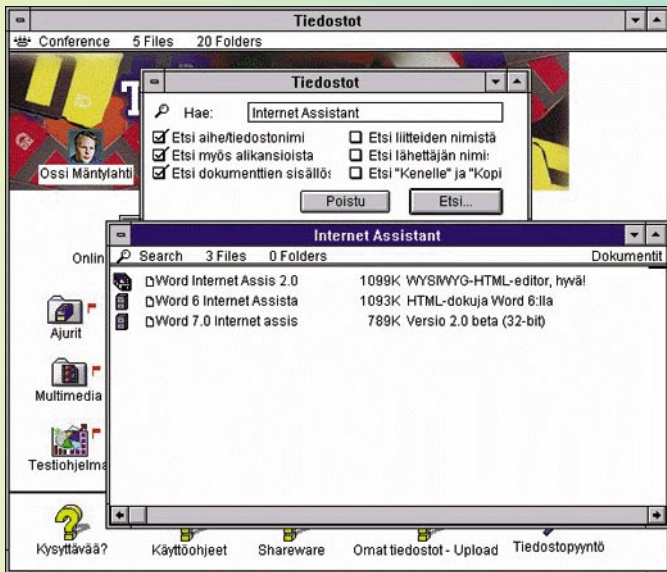 Tiedostot
Conference 5 Files 20 Folders
T
Ossi Mäntylahti
Tiedostot
Hae: Internet Assistant
Etsi aihe/tiedostonimi Etsi liitteiden nimistä
Etsi myös alikansioista Etsi lähettäjän nimi:
Etsi dokumenttien sisällös Etsi "Kenelle" ja "Kopi
Poistu Etsi...
Onlin
Internet Assistant
Search 3 Files 0 Folders Dokumentit
Word Internet Assis 2.0 1099K WYSIWYG-HTML-editor, hyvä!
Word 6 Internet Assista 1093K HTML-dokuja Word 6:lla
Word 7.0 Internet assis 789K Versio 2.0 beta (32-bit)
Ajurit
Multimedia
Testiohjelma
Kysyttävää? Käyttöohjeet Shareware Omat tiedostot - Upload Tiedostopyyntö